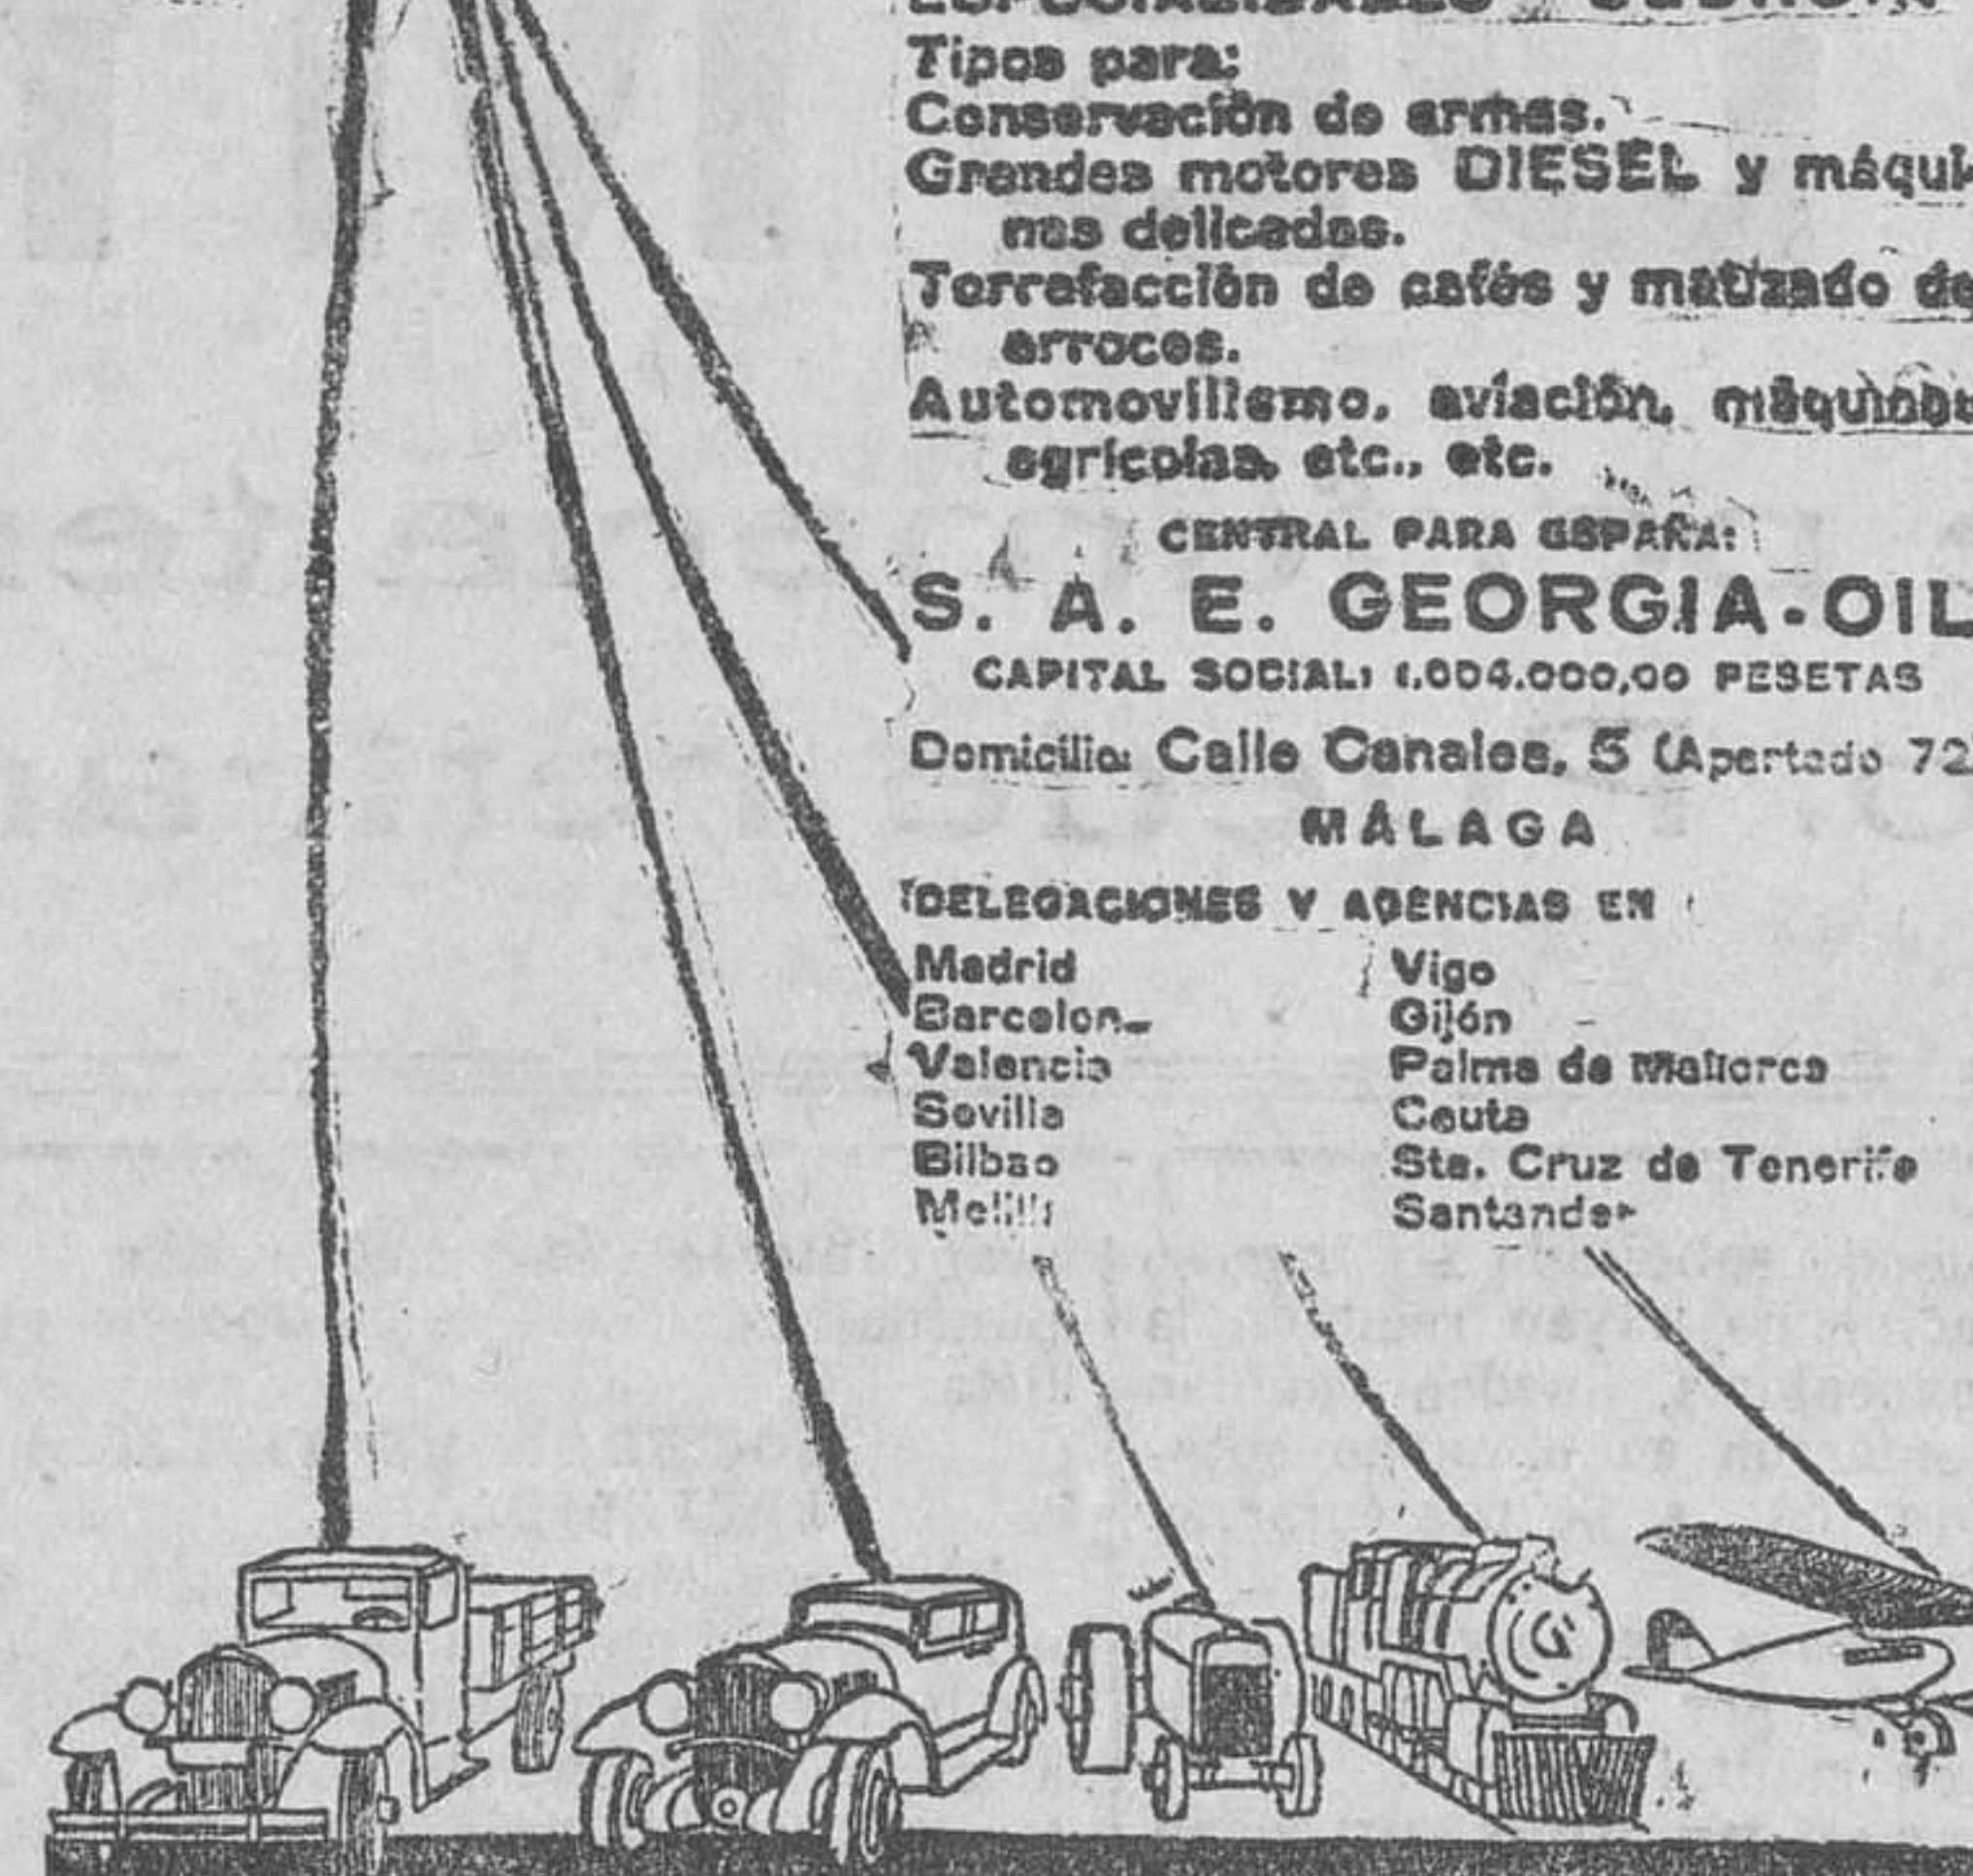 Tipos para:
Conservación de armas.
Grandes motores DIESEL y máqui-
nas delicadas.
Torrefacción de cafés y matizado de
arroces.
Automovilismo, aviación, máquinas
agrícolas, etc., etc.
CENTRAL PARA ESPAÑA:
S. A. E. GEORGIA-OIL
CAPITAL SOCIAL: 1.004.000,00 PESETAS
Domicilio: Calle Canales, 5 (Apartado 72)
MÁLAGA
DELEGACIONES Y AGENCIAS EN
Madrid
Barcelona
Valencia
Sevilla
Bilbao
Melilla
Vigo
Gijón
Palma de Mallorca
Ceuta
Sta. Cruz de Tenerife
Santander
G